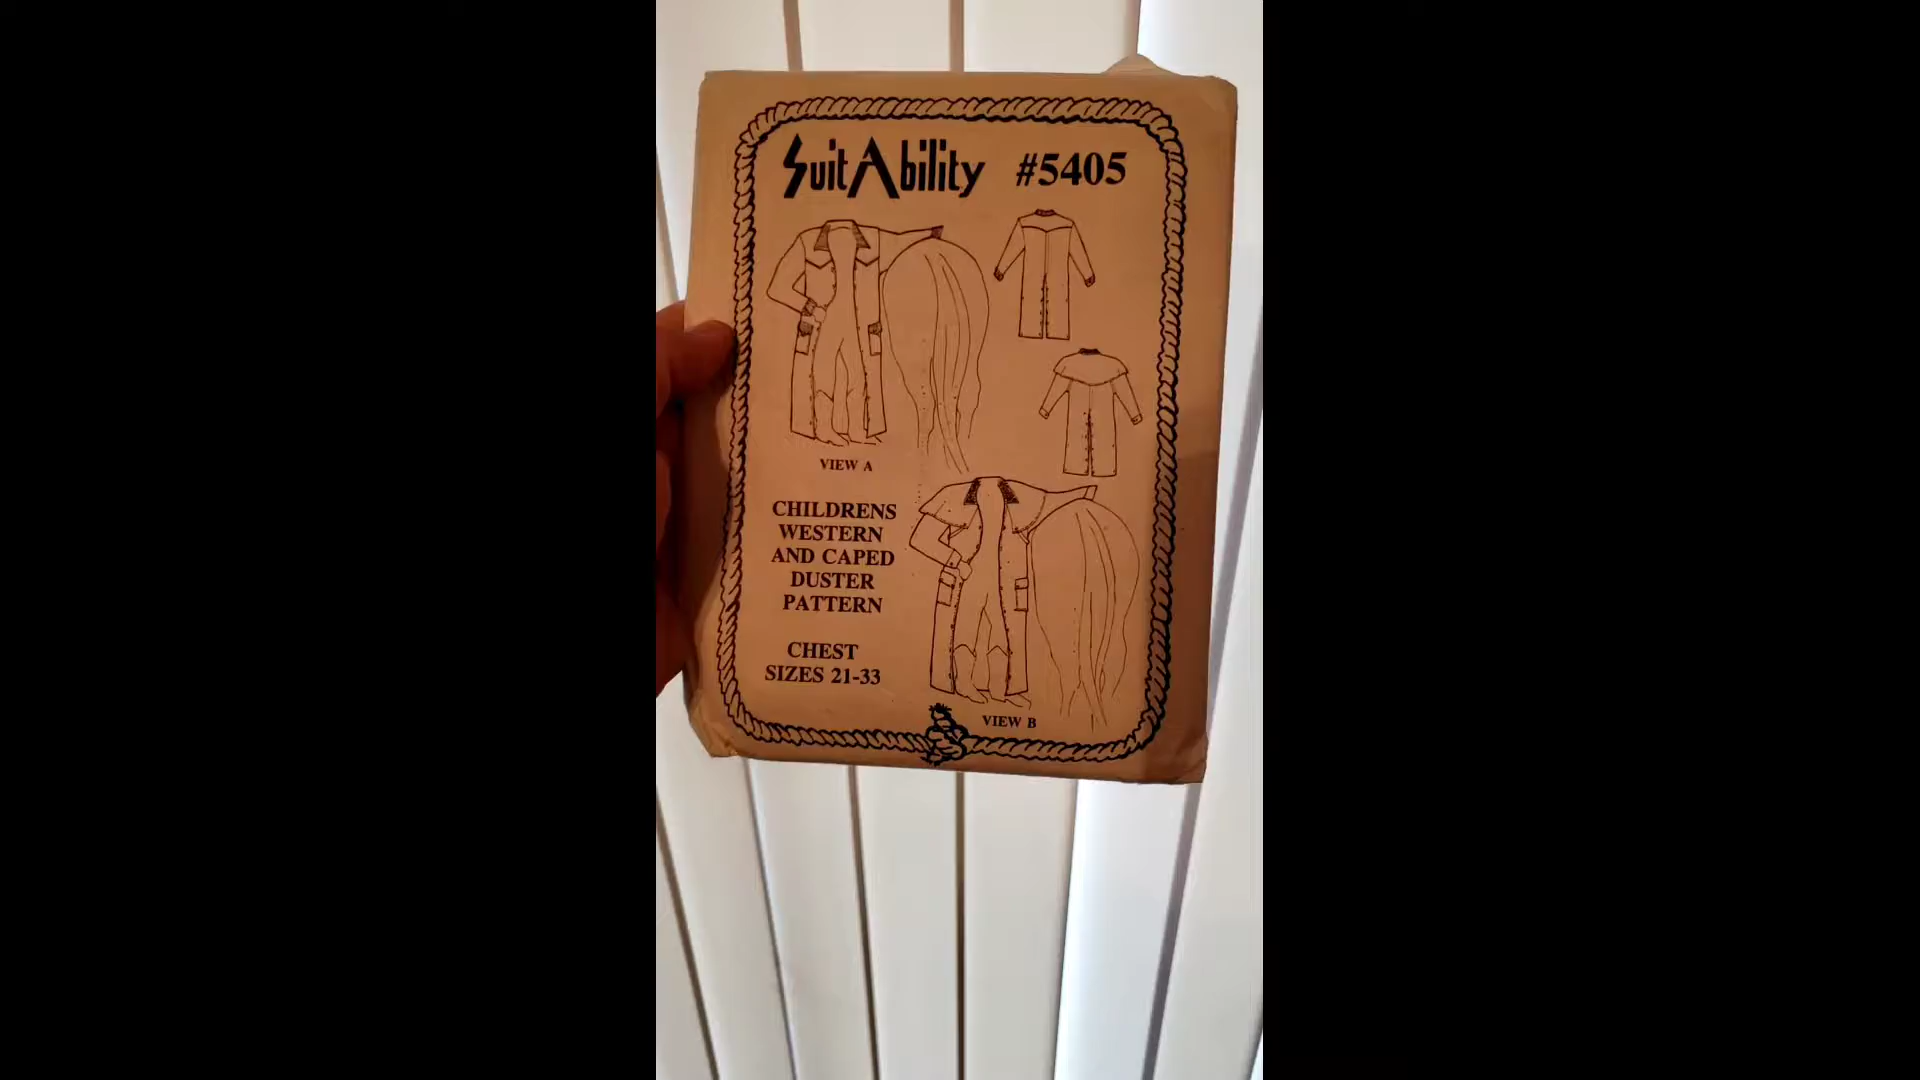 SuitAbility #5405
VIEW A
CHILDRENS
WESTERN
AND CAPED
DUSTER
PATTERN
CHEST
SIZES 21-33
VIEW B